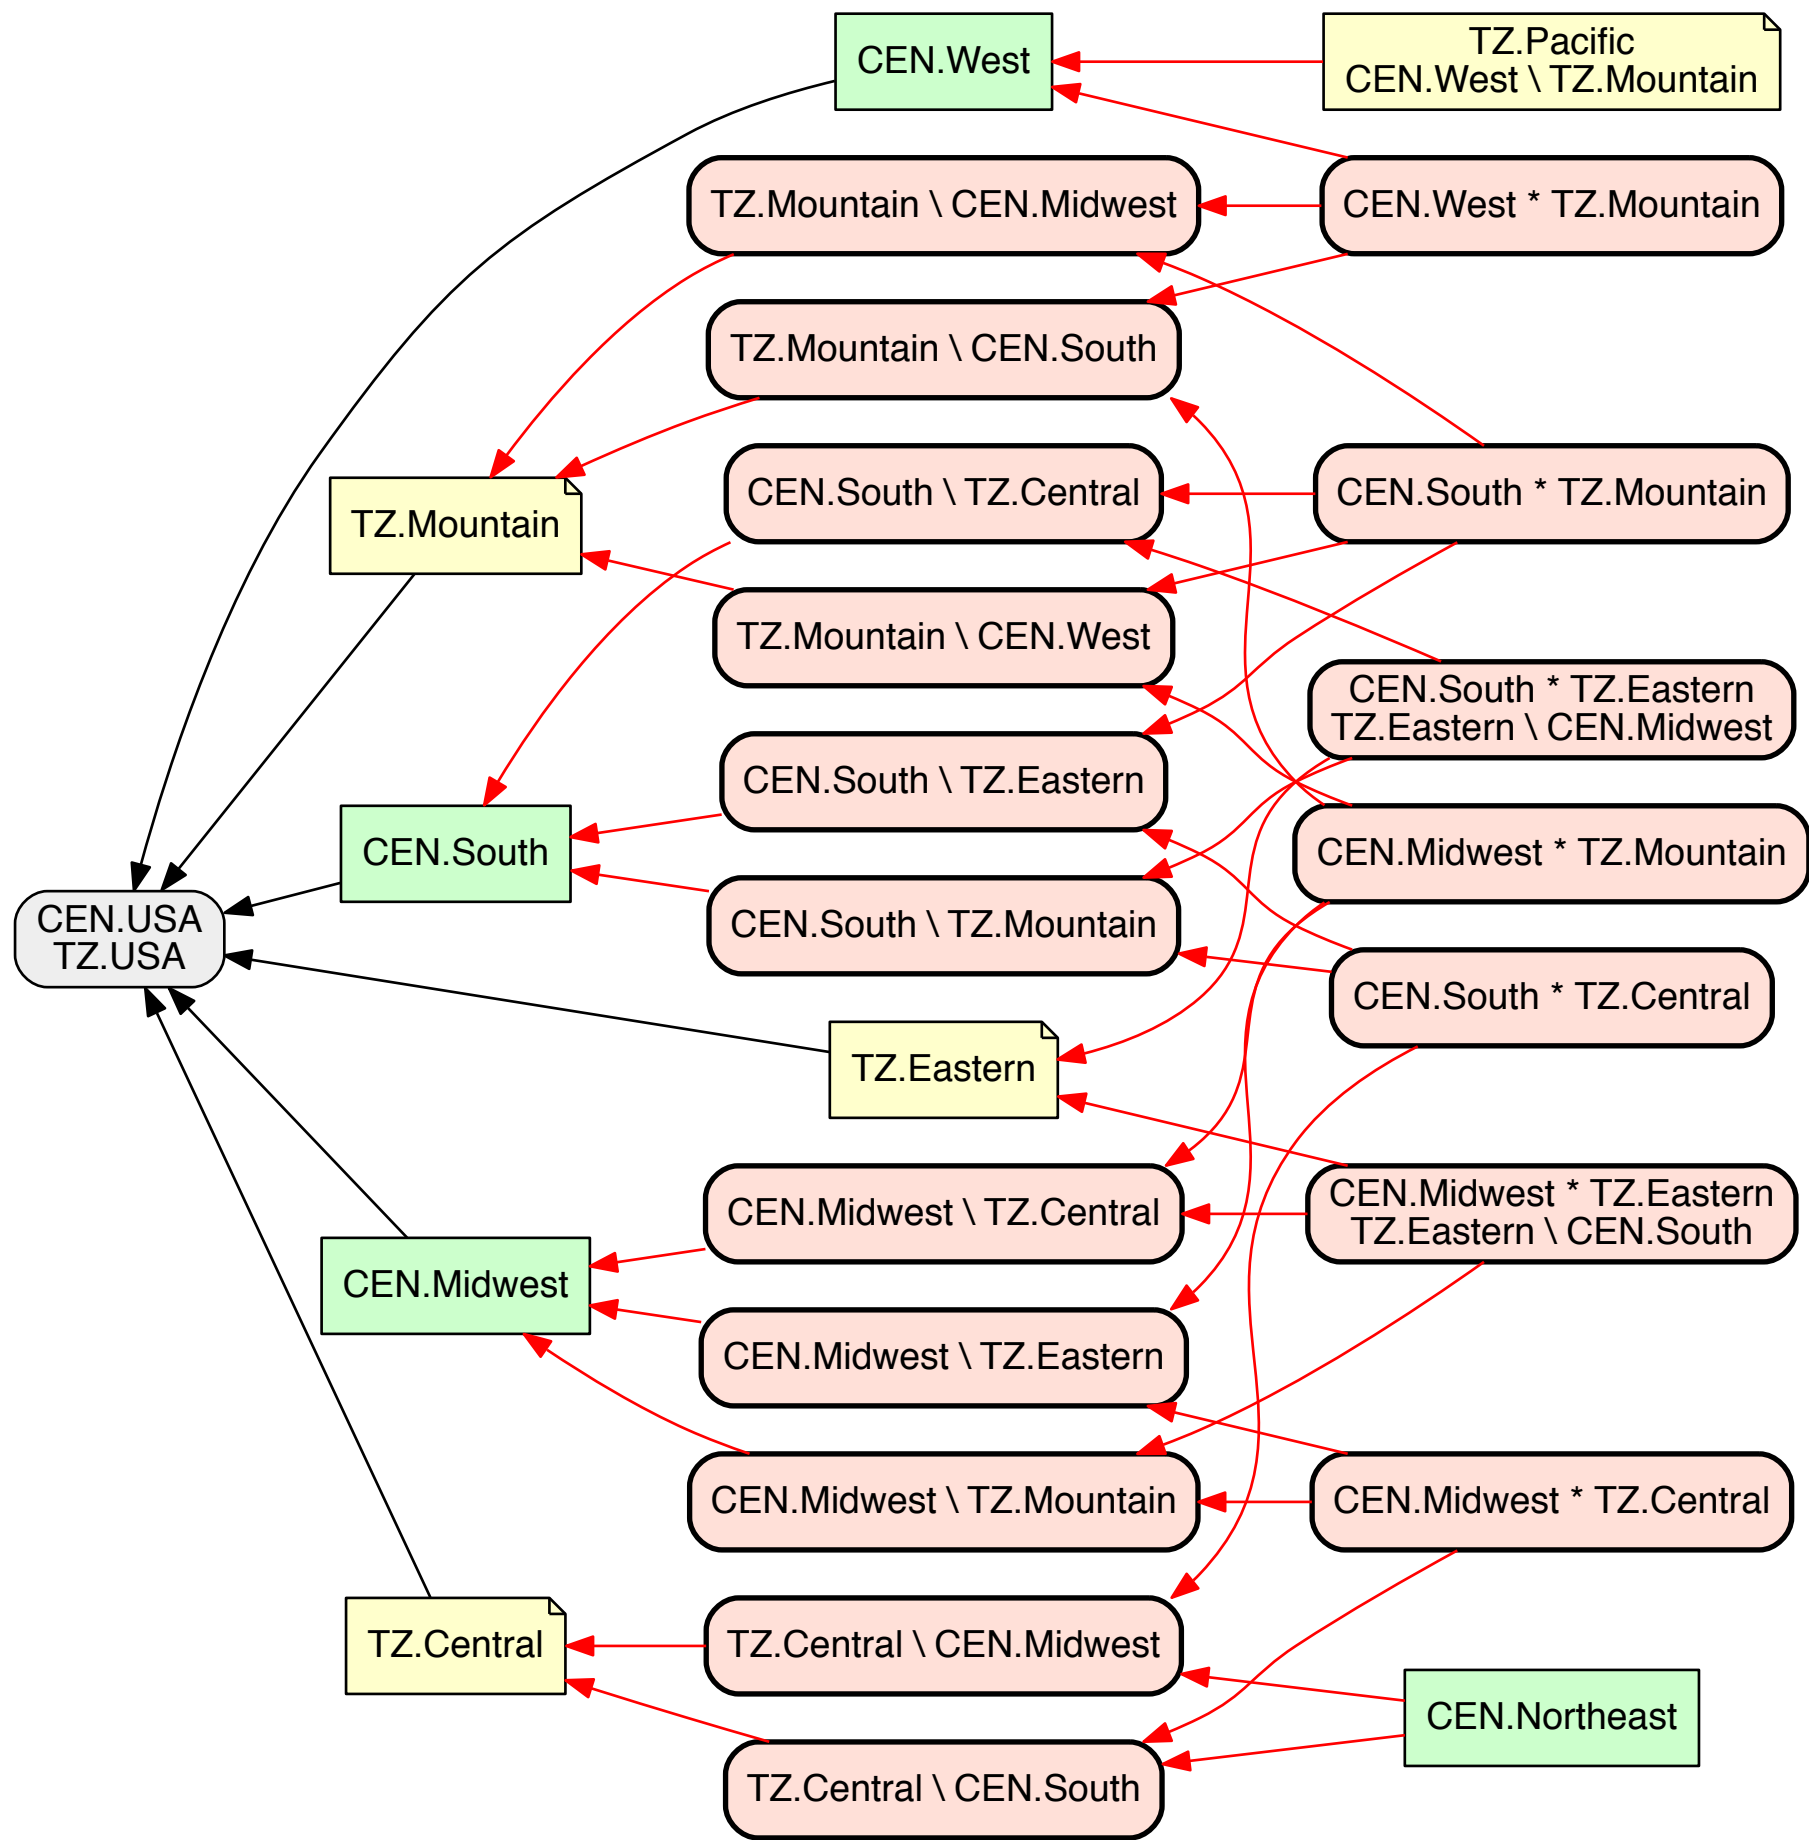 CEN.West
TZ.Pacific
CEN.West \ TZ.Mountain
TZ.Mountain \ CEN.Midwest
CEN.West * TZ.Mountain
TZ.Mountain \ CEN.South
CEN.South \ TZ.Central
CEN.South * TZ.Mountain
TZ.Mountain
TZ.Mountain \ CEN.West
CEN.South * TZ.Eastern
TZ.Eastern \ CEN.Midwest
CEN.South \ TZ.Eastern
CEN.South
CEN.Midwest * TZ.Mountain
CEN.USA
TZ.USA
CEN.South \ TZ.Mountain
CEN.South * TZ.Central
TZ.Eastern
CEN.Midwest \ TZ.Central
CEN.Midwest * TZ.Eastern
TZ.Eastern \ CEN.South
CEN.Midwest
CEN.Midwest \ TZ.Eastern
CEN.Midwest \ TZ.Mountain
CEN.Midwest * TZ.Central
TZ.Central
TZ.Central \ CEN.Midwest
CEN.Northeast
TZ.Central \ CEN.South